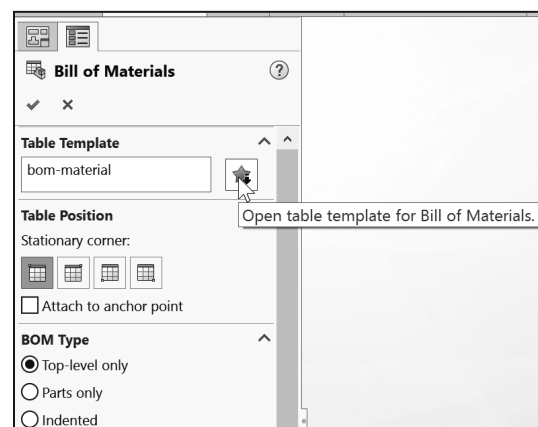 Bill of Materials
?
Table Template
bom-material
Open table template for Bill of Materials.
Table Position
Stationary corner:
Attach to anchor point
BOM Type
Top-level only
Parts only
Indented